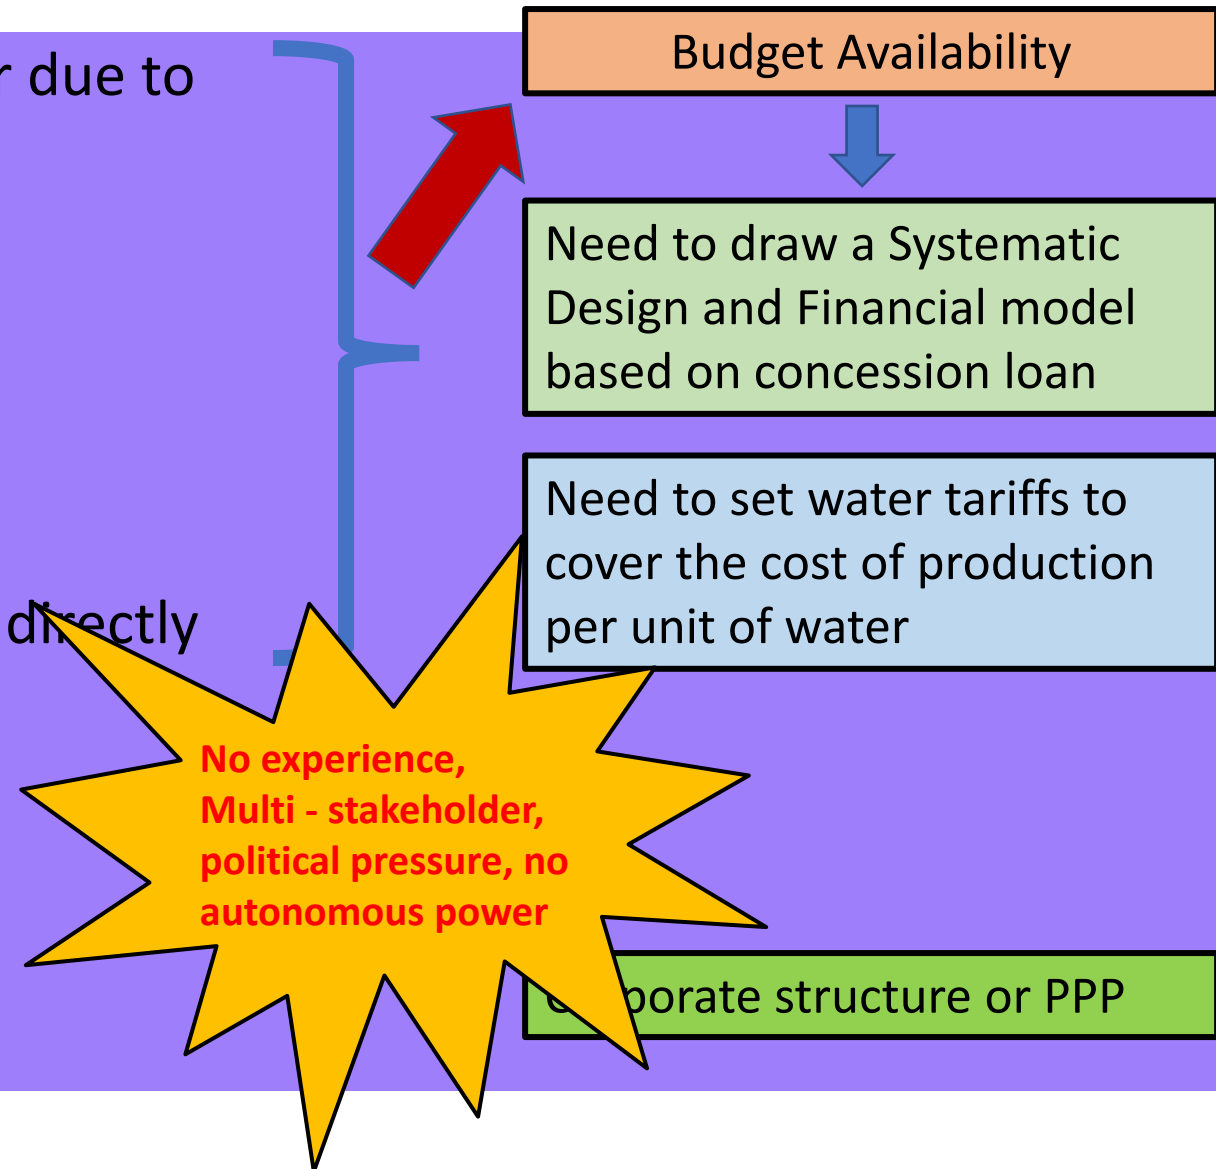 r due to
Budget Availability
Need to draw a Systematic
Design and Financial model
based on concession loan
Need to set water tariffs to
cover the cost of production
per unit of water
directly
No experience,
Multi - stakeholder,
political pressure, no
autonomous power
porate structure or PPP